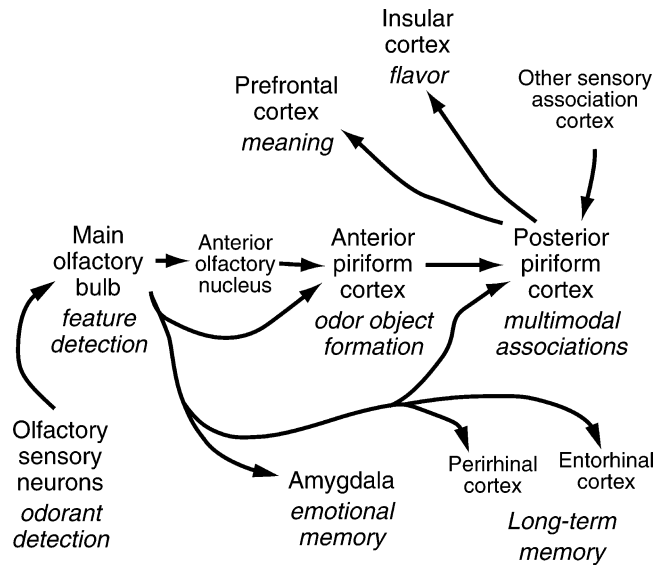 Insular
cortex
flavor
Prefrontal
cortex
meaning
Other sensory
association
cortex
Main
olfactory
bulb
feature
detection
Anterior
olfactory
nucleus
Anterior
piriform
cortex
odor object
formation
Posterior
piriform
cortex
multimodal
associations
Olfactory
sensory
neurons
odorant
detection
Amygdala
emotional
memory
Perirhinal
cortex
Entorhinal
cortex
Long-term
memory